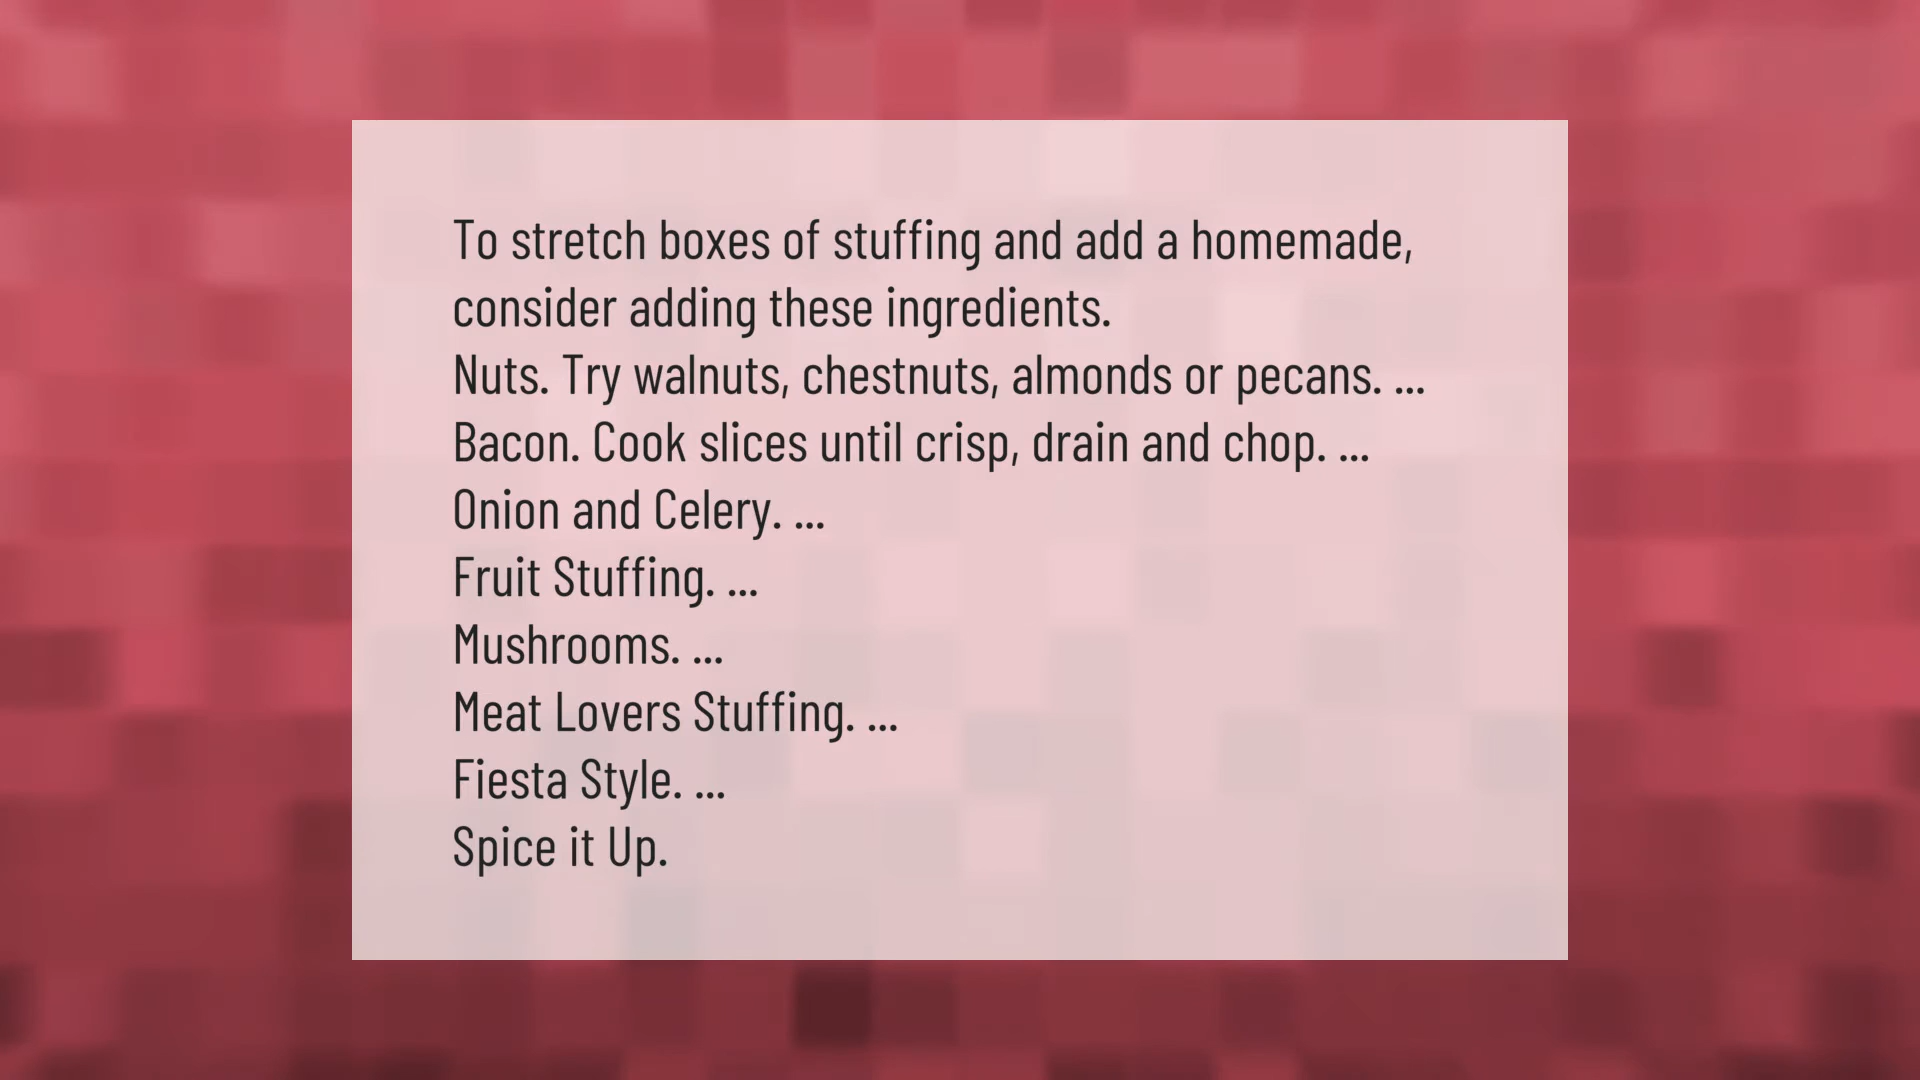 To stretch boxes of stuffing and add a homemade,
consider adding these ingredients.
Nuts. Try walnuts, chestnuts, almonds or pecans. ...
Bacon. Cook slices until crisp, drain and chop. ...
Onion and Celery. ...
Fruit Stuffing. ...
Mushrooms. ...
Meat Lovers Stuffing. ...
Fiesta Style. ...
Spice it Up.